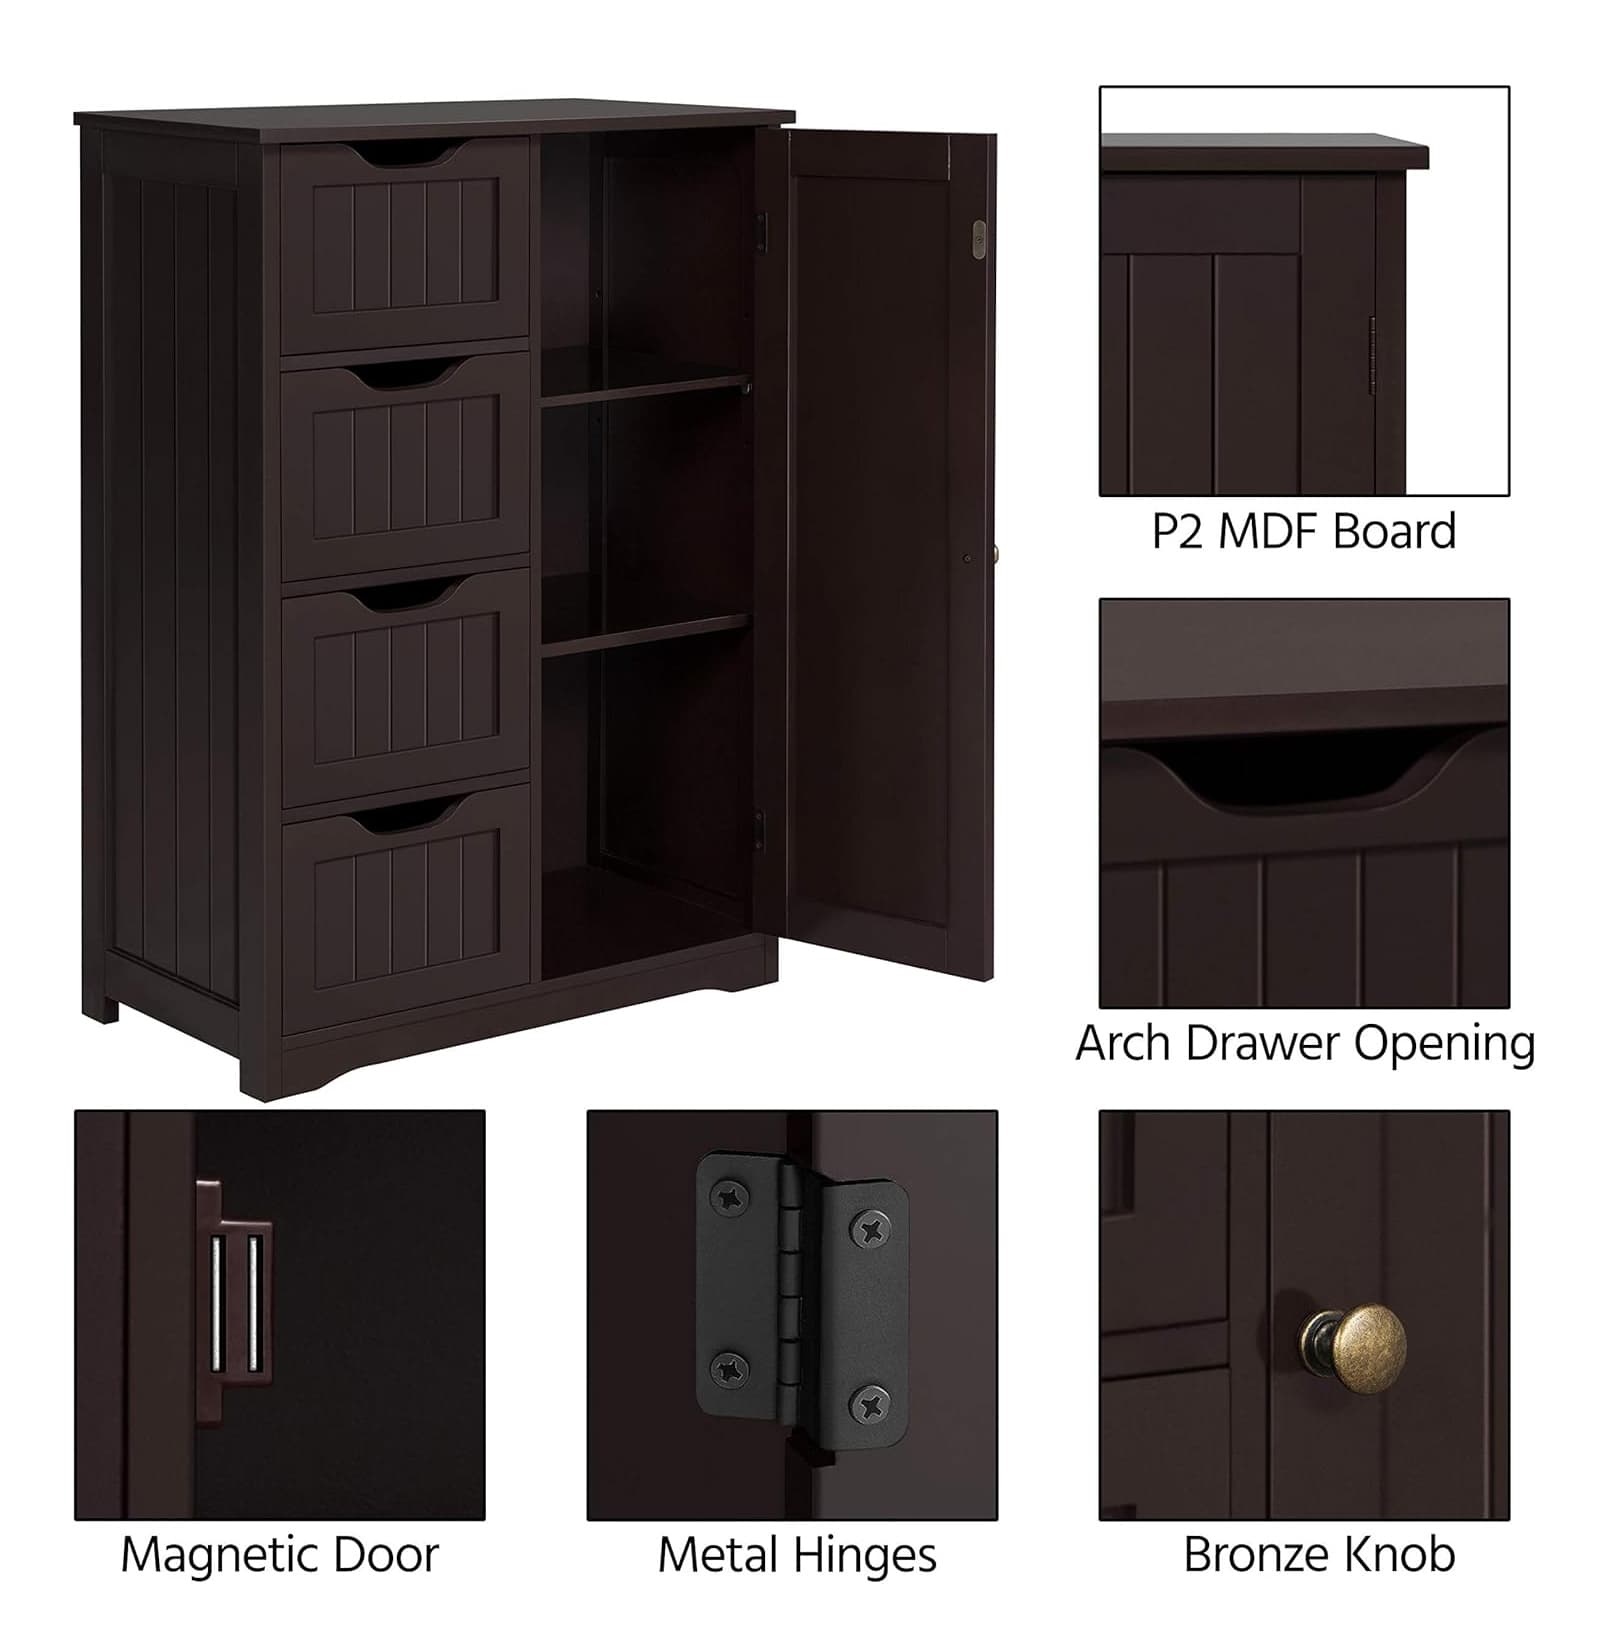 P2 MDF Board
Arch Drawer Opening
Magnetic Door
Metal Hinges
Bronze Knob